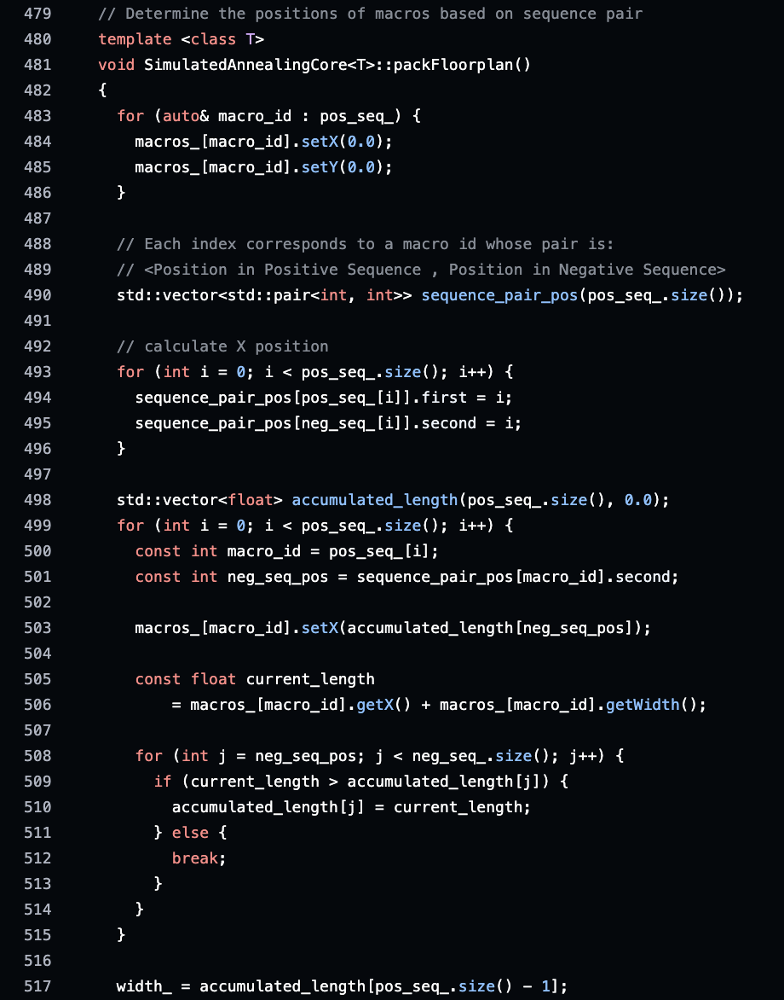 479 // Determine the positions of macros based on sequence pair
480 template <class T>
481 void SimulatedAnnealingCore<T>::packFloorplan()
482 {
483   for (auto& macro_id : pos_seq_) {
484     macros_[macro_id].setX(0.0);
485     macros_[macro_id].setY(0.0);
486   }
487
488   // Each index corresponds to a macro id whose pair is:
489   // <Position in Positive Sequence , Position in Negative Sequence>
490   std::vector<std::pair<int, int>> sequence_pair_pos(pos_seq_.size());
491
492   // calculate X position
493   for (int i = 0; i < pos_seq_.size(); i++) {
494     sequence_pair_pos[pos_seq_[i]].first = i;
495     sequence_pair_pos[neg_seq_[i]].second = i;
496   }
497
498   std::vector<float> accumulated_length(pos_seq_.size(), 0.0);
499   for (int i = 0; i < pos_seq_.size(); i++) {
500     const int macro_id = pos_seq_[i];
501     const int neg_seq_pos = sequence_pair_pos[macro_id].second;
502
503     macros_[macro_id].setX(accumulated_length[neg_seq_pos]);
504
505     const float current_length
506         = macros_[macro_id].getX() + macros_[macro_id].getWidth();
507
508     for (int j = neg_seq_pos; j < neg_seq_.size(); j++) {
509       if (current_length > accumulated_length[j]) {
510         accumulated_length[j] = current_length;
511       } else {
512         break;
513       }
514     }
515   }
516
517   width_ = accumulated_length[pos_seq_.size() - 1];